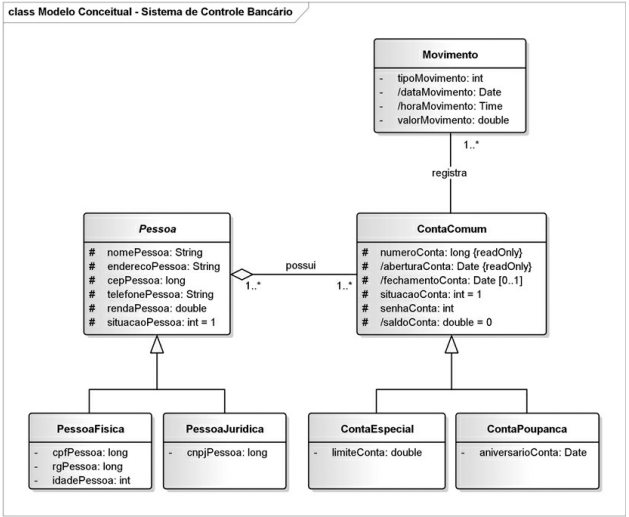 class Modelo Conceitual - Sistema de Controle Bancário
Movimento
- tipoMovimento: int
- /dataMovimento: Date
- /horaMovimento: Time
- valorMovimento: double
1..*
registra
Pessoa
# nomePessoa: String
# enderecoPessoa: String
# cepPessoa: long
# telefonePessoa: String
# rendaPessoa: double
# situacaoPessoa: int = 1
possui
1..*
1..*
ContaComum
# numeroConta: long {readOnly}
# /aberturaConta: Date {readOnly}
# /fechamentoConta: Date [0..1]
# situacaoConta: int = 1
# senhaConta: int
# /saldoConta: double = 0
PessoaFisica
- cpfPessoa: long
- rgPessoa: long
- idadePessoa: int
PessoaJuridica
- cnpjPessoa: long
ContaEspecial
- limiteConta: double
ContaPoupanca
- aniversarioConta: Date